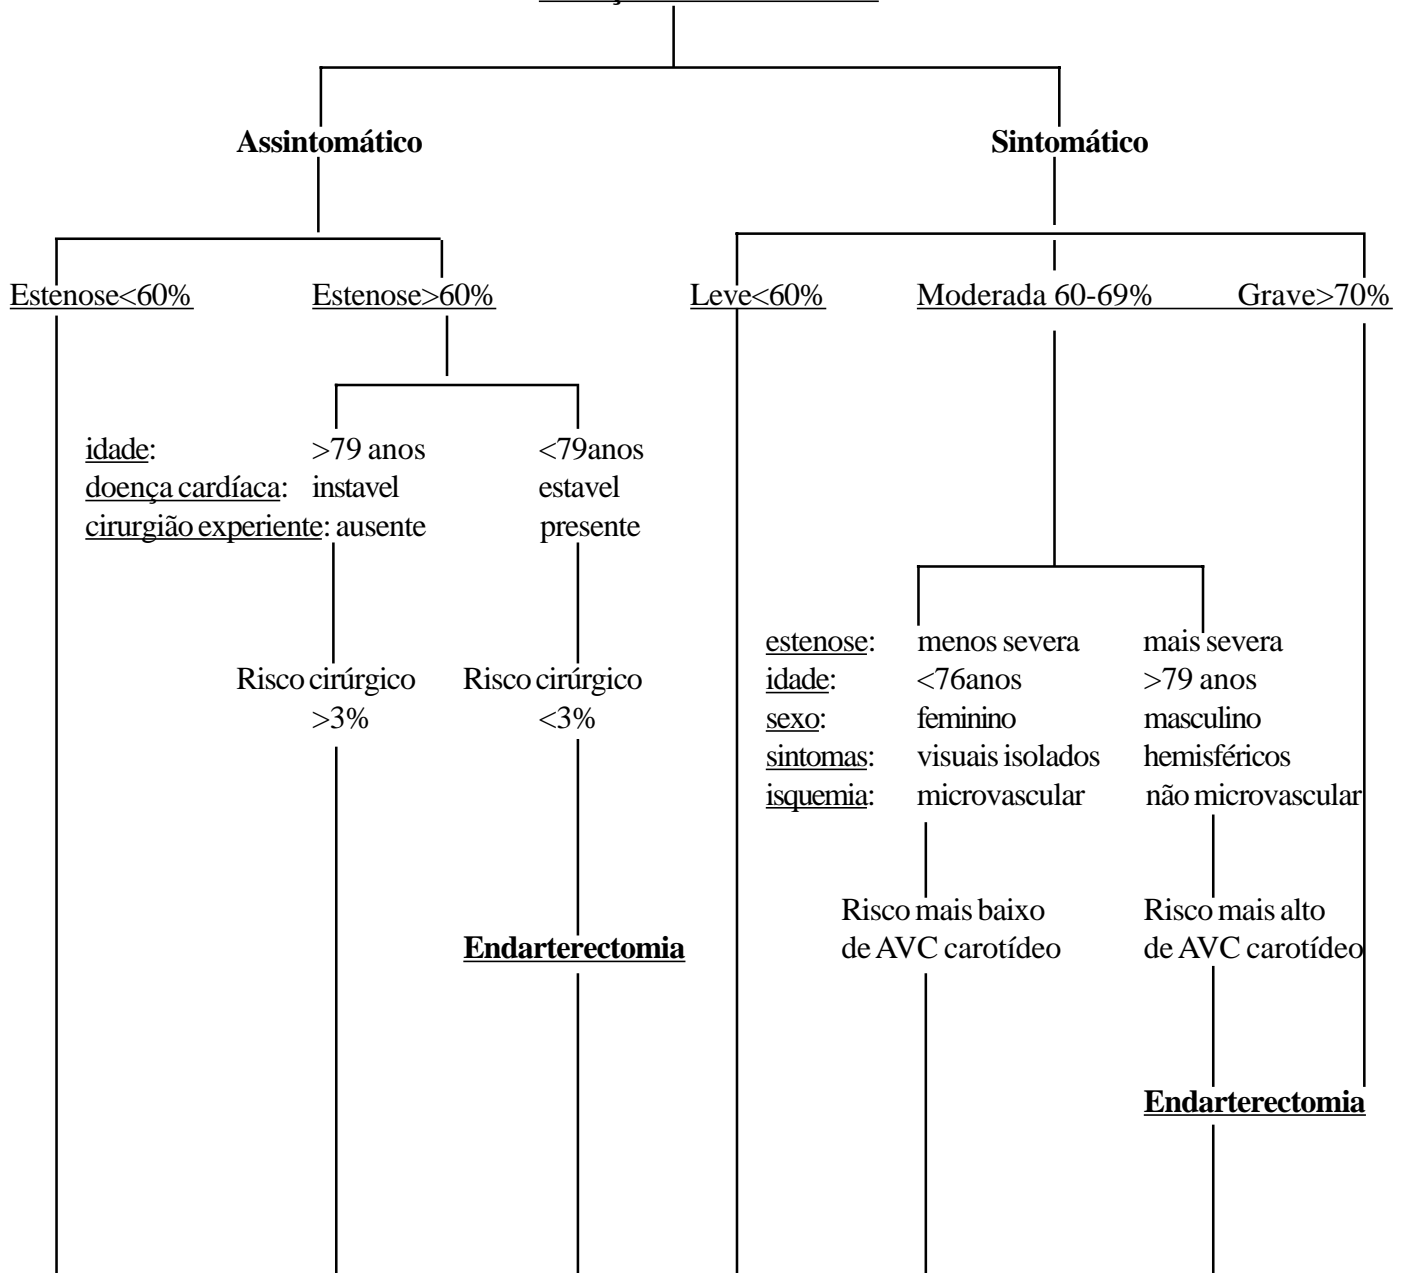 Assintomático Sintomático
Estenose<60% Estenose>60% Leve<60% Moderada 60-69% Grave>70%
idade: >79 anos <79anos
doença cardíaca: instavel estavel
cirurgião experiente: ausente presente
estenose: menos severa mais severa
Risco cirúrgico Risco cirúrgico idade: <76anos >79 anos
>3% <3% sexo: feminino masculino
sintomas: visuais isolados hemisféricos
isquemia: microvascular não microvascular
Risco mais baixo Risco mais alto
Endarterectomia de AVC carotídeo de AVC carotídeo
Endarterectomia